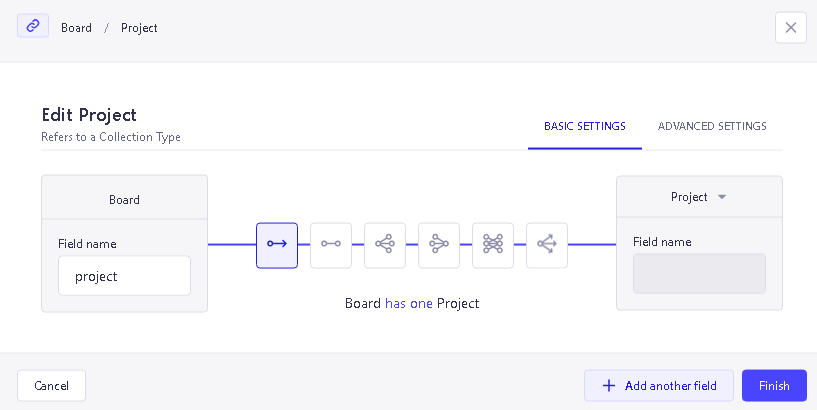 Board / Project
Edit Project
Refers to a Collection Type
BASIC SETTINGS
ADVANCED SETTINGS
Board
Field name
project
Board has one Project
Project
Field name
Cancel
Add another field
Finish